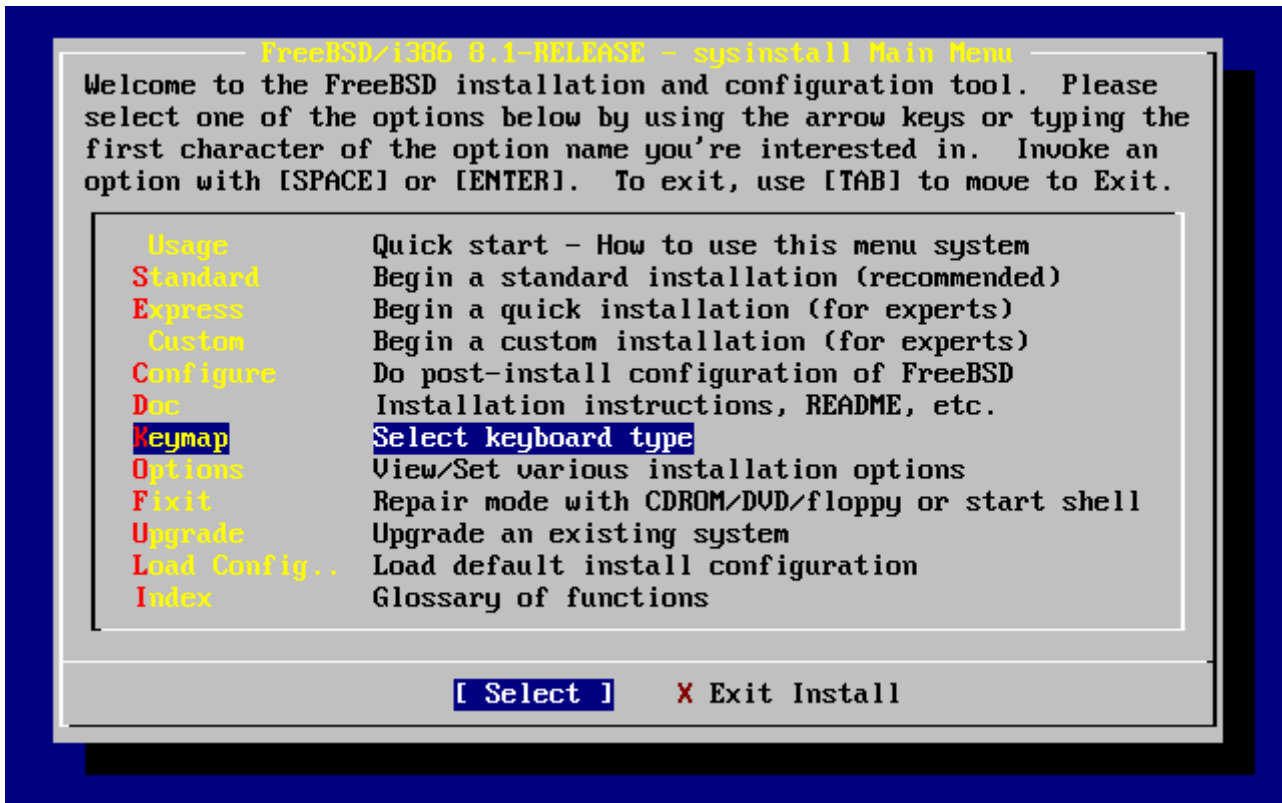 FreeBSD/i386 8.1-RELEASE - sysinstall Main Menu
Welcome to the FreeBSD installation and configuration tool.  Please
select one of the options below by using the arrow keys or typing the
first character of the option name you're interested in.  Invoke an
option with [SPACE] or [ENTER].  To exit, use [TAB] to move to Exit.
Usage Quick start - How to use this menu system
Standard Begin a standard installation (recommended)
Express Begin a quick installation (for experts)
Custom Begin a custom installation (for experts)
Configure Do post-install configuration of FreeBSD
Doc Installation instructions, README, etc.
Keymap Select keyboard type
Options View/Set various installation options
Fixit Repair mode with CDROM/DVD/floppy or start shell
Upgrade Upgrade an existing system
Load Config.. Load default install configuration
Index Glossary of functions
[ Select ] X Exit Install